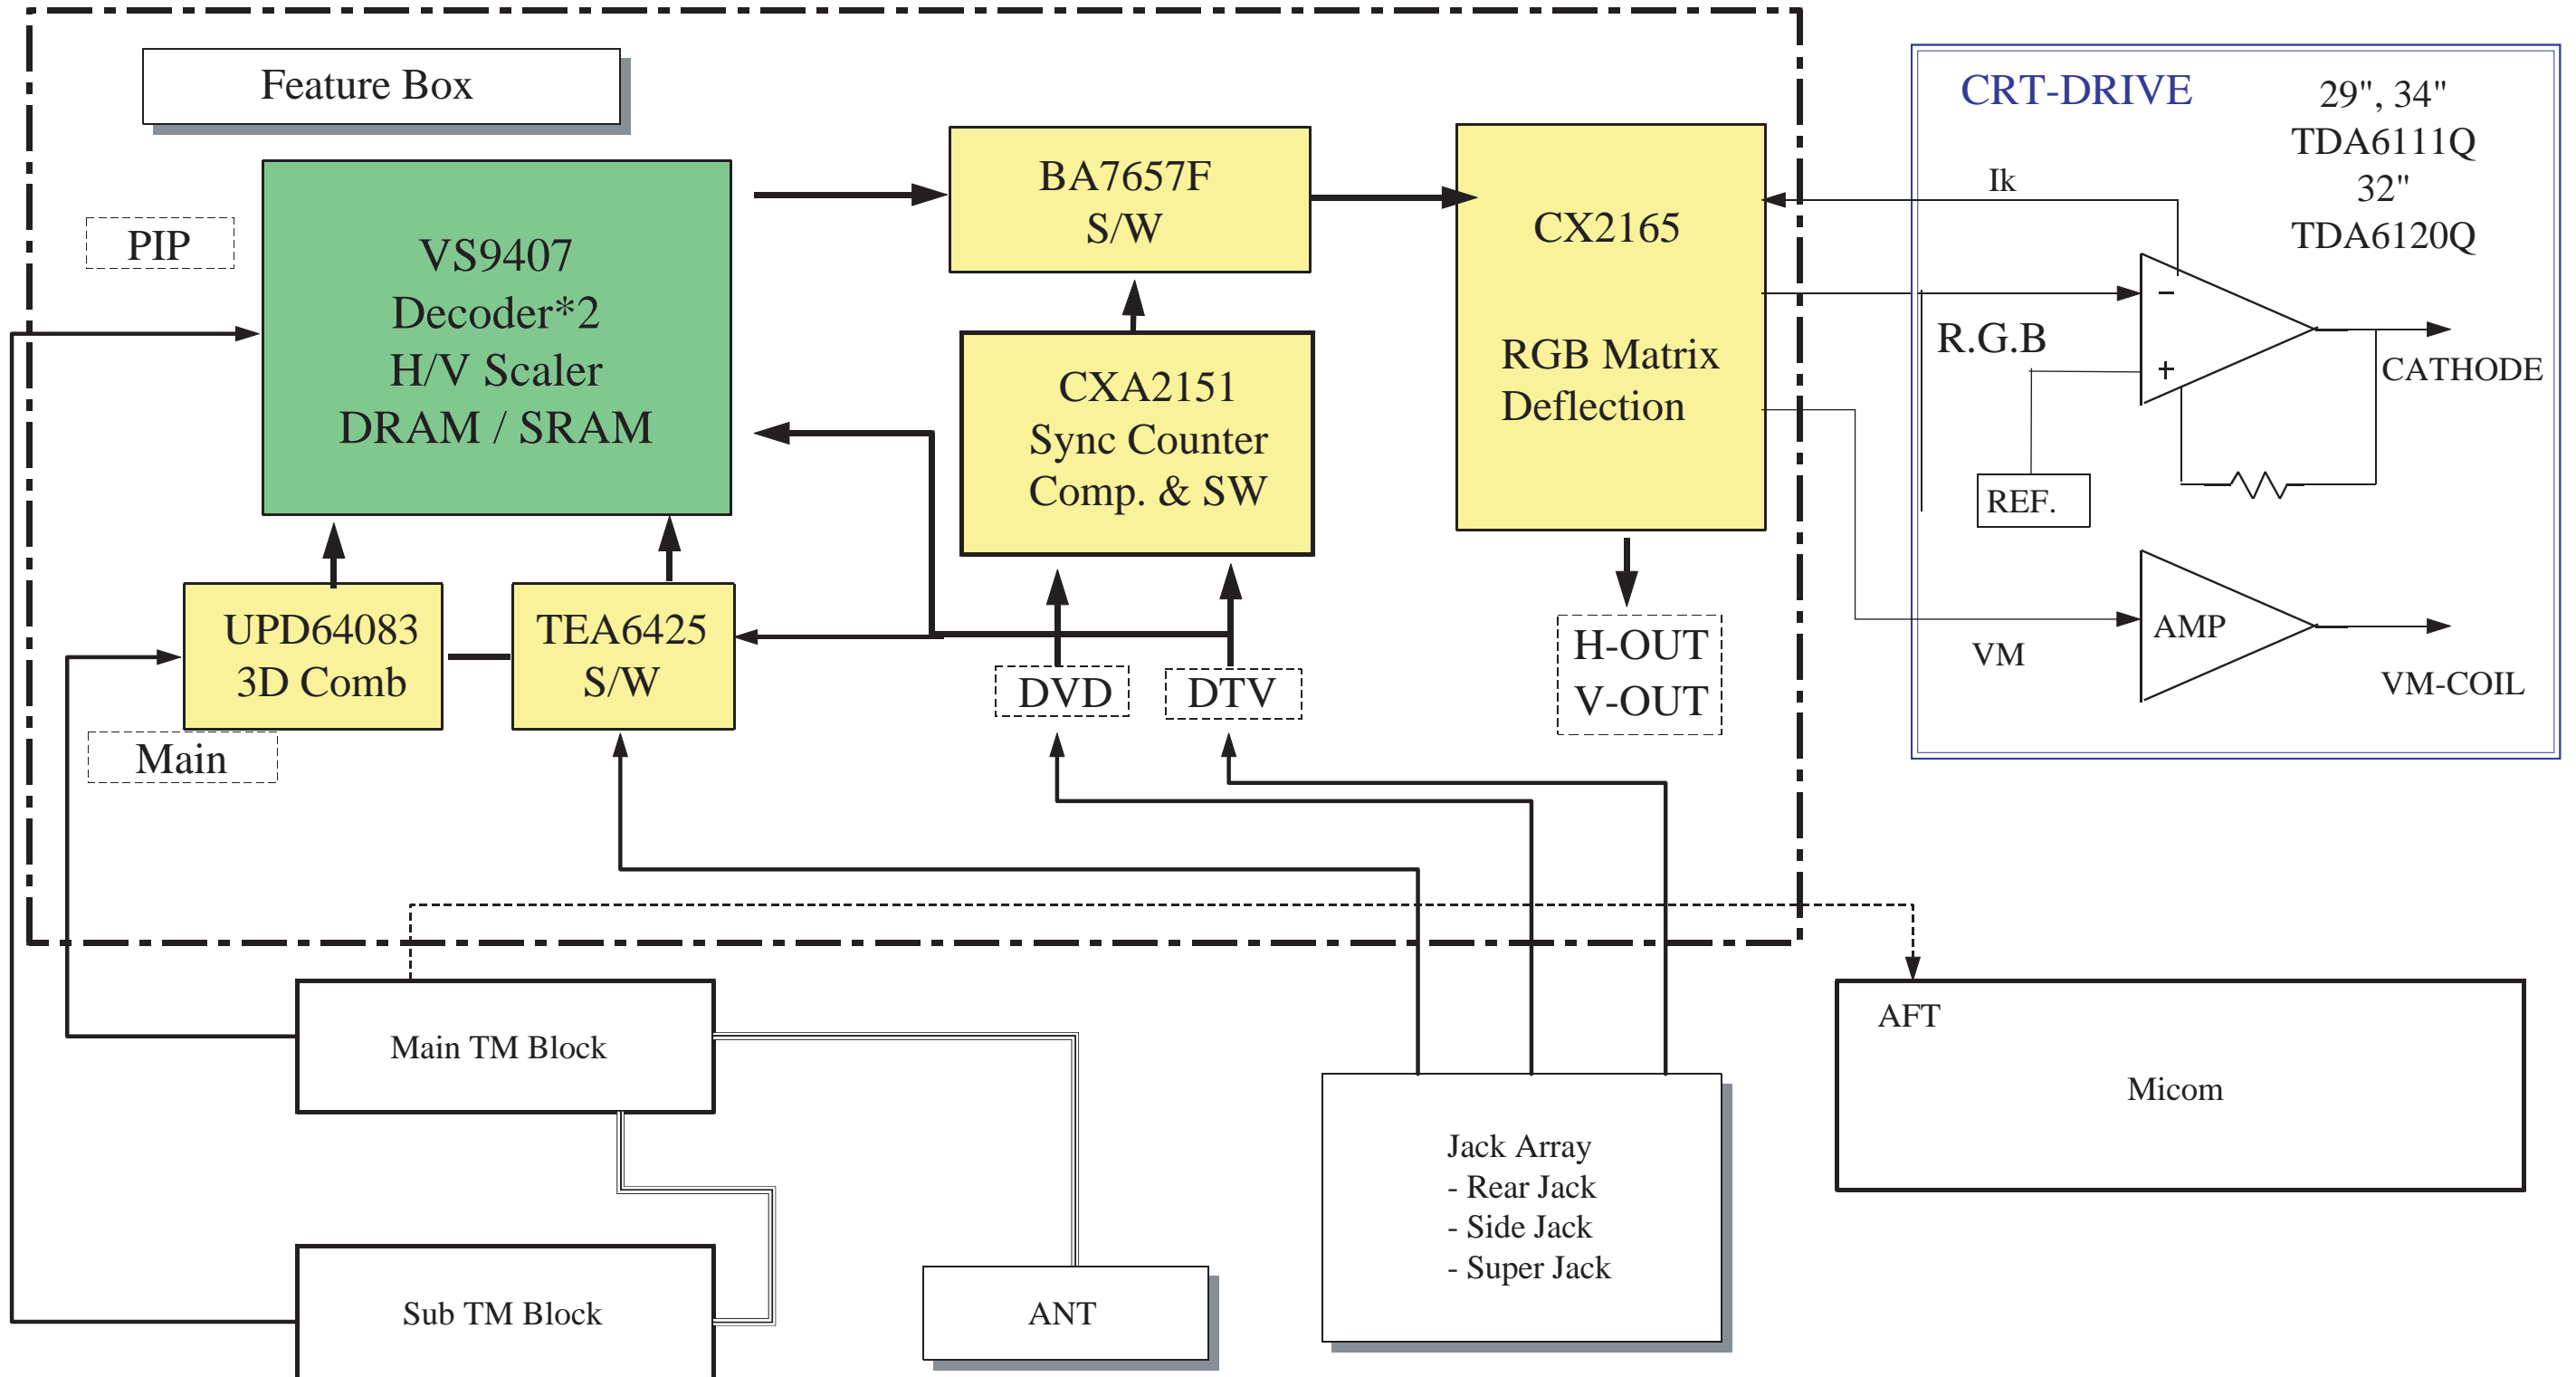 Feature Box
PIP
VS9407
Decoder*2
H/V Scaler
DRAM / SRAM
BA7657F
S/W
CXA2151
Sync Counter
Comp. & SW
CX2165
RGB Matrix
Deflection
UPD64083
3D Comb
TEA6425
S/W
Main
DVD
DTV
H-OUT
V-OUT
CRT-DRIVE
29", 34"
TDA6111Q
32"
TDA6120Q
Ik
R.G.B
−
+
REF.
CATHODE
AMP
VM
VM-COIL
Main TM Block
Sub TM Block
ANT
Jack Array
- Rear Jack
- Side Jack
- Super Jack
AFT
Micom